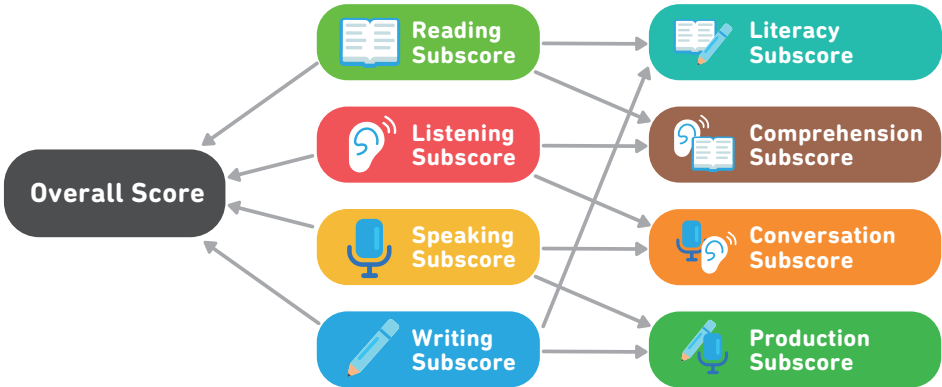 Overall Score
Reading
Subscore
Listening
Subscore
Speaking
Subscore
Writing
Subscore
Literacy
Subscore
Comprehension
Subscore
Conversation
Subscore
Production
Subscore